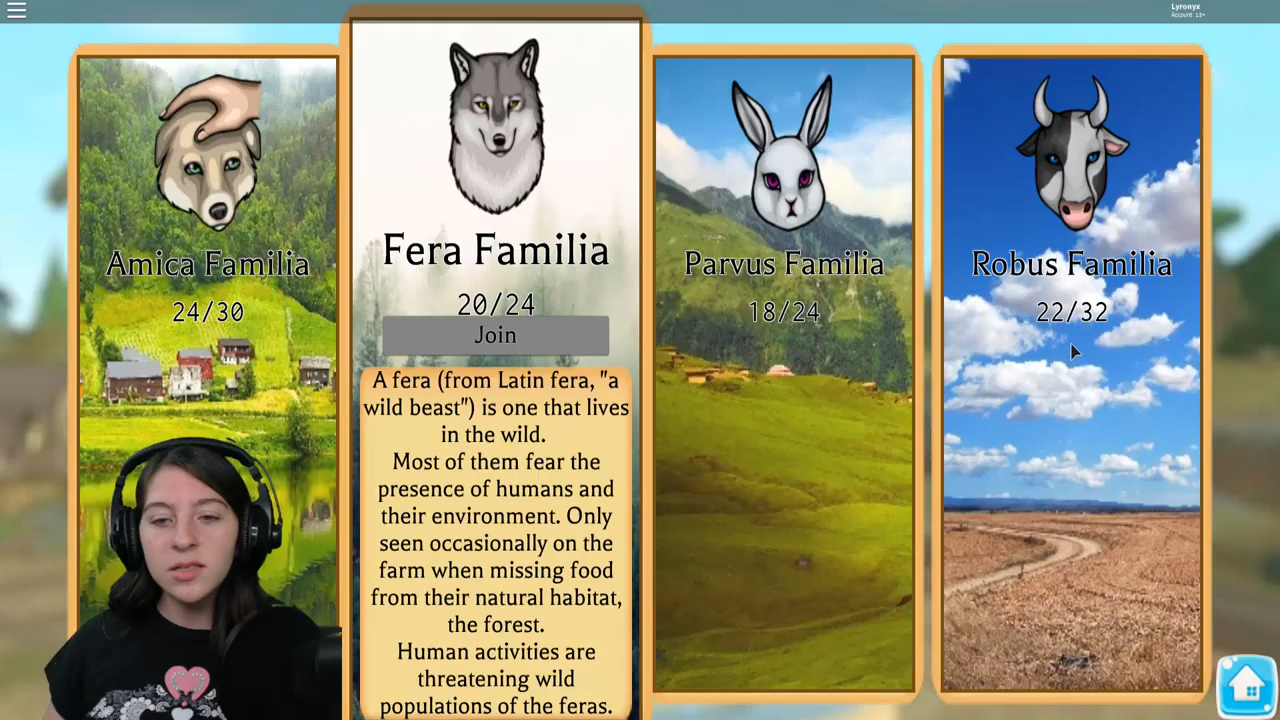 Lyronyx
Account: 13+
Amica Familia
24/30
Fera Familia
20/24
Join
A fera (from Latin fera, "a
wild beast") is one that lives
in the wild.
Most of them fear the
presence of humans and
their environment. Only
seen occasionally on the
farm when missing food
from their natural habitat,
the forest.
Human activities are
threatening wild
populations of the feras.
Parvus Familia
18/24
Robus Familia
22/32